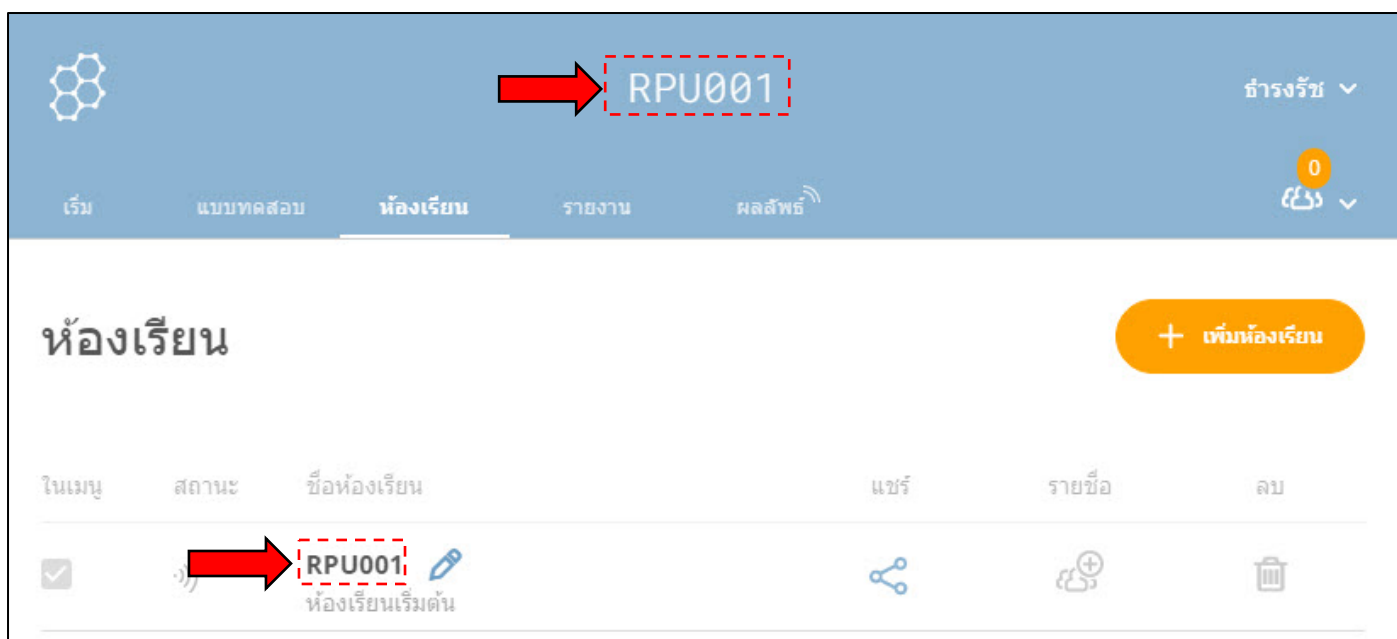 RPU001
ธำรงรัช
0
เริ่ม แบบทดสอบ ห้องเรียน รายงาน ผลลัพธ์
ห้องเรียน
+ เพิ่มห้องเรียน
ในเมนู สถานะ ชื่อห้องเรียน แชร์ รายชื่อ ลบ
RPU001
ห้องเรียนเริ่มต้น